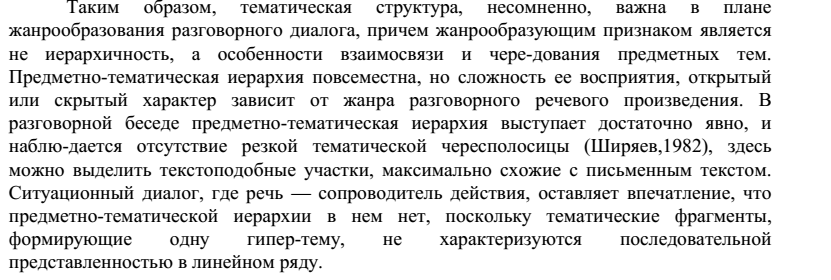 Таким образом, тематическая структура, несомненно, важна в плане
жанрообразования разговорного диалога, причем жанрообразующим признаком является
не иерархичность, а особенности взаимосвязи и чере-дования предметных тем.
Предметно-тематическая иерархия повсеместна, но сложность ее восприятия, открытый
или скрытый характер зависит от жанра разговорного речевого произведения. В
разговорной беседе предметно-тематическая иерархия выступает достаточно явно, и
наблю-дается отсутствие резкой тематической чересполосицы (Ширяев,1982), здесь
можно выделить текстоподобные участки, максимально схожие с письменным текстом.
Ситуационный диалог, где речь — сопроводитель действия, оставляет впечатление, что
предметно-тематической иерархии в нем нет, поскольку тематические фрагменты,
формирующие одну гипер-тему, не характеризуются последовательной
представленностью в линейном ряду.